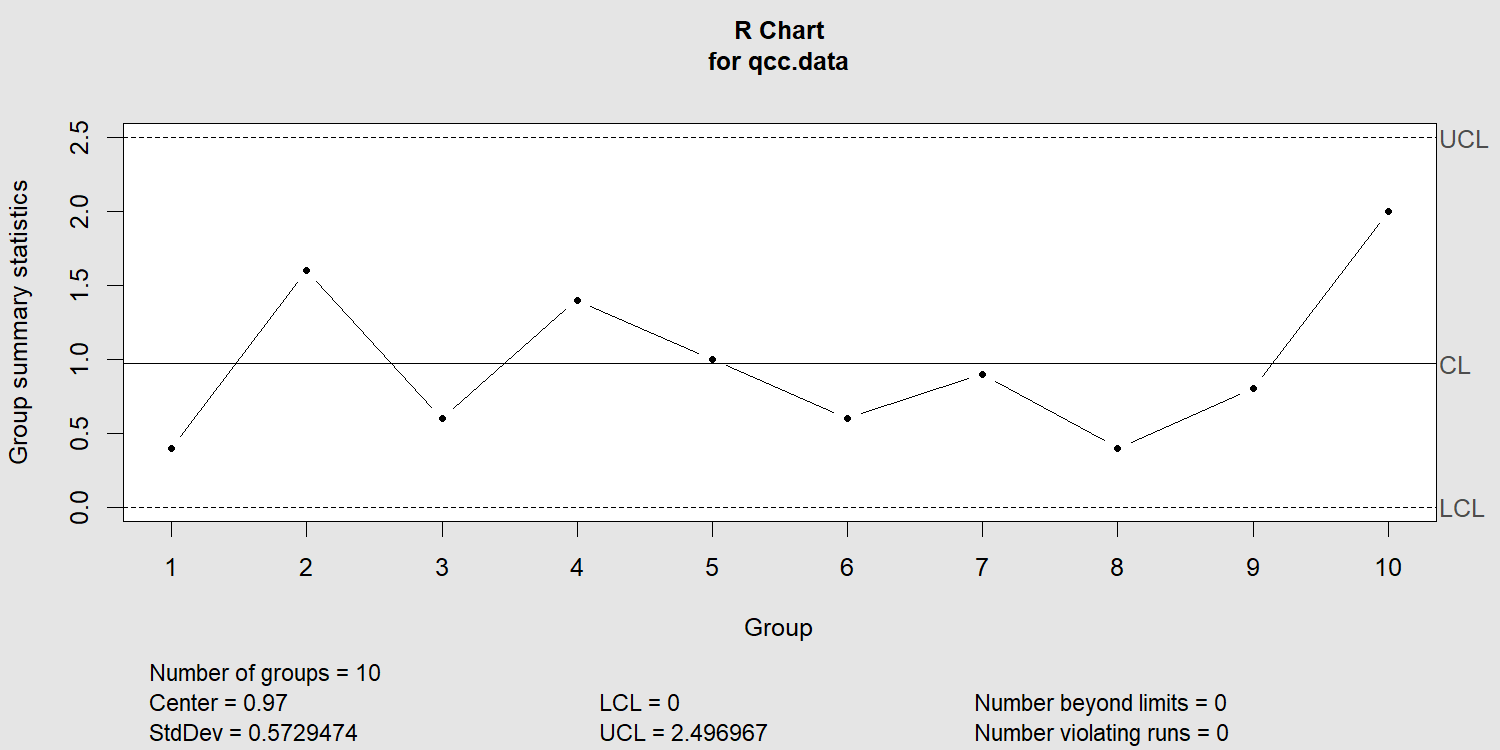 R Chart
for qcc.data
Group summary statistics
2.5
2.0
1.5
1.0
0.5
0.0
UCL
CL
LCL
1 2 3 4 5 6 7 8 9 10
Group
Number of groups = 10
Center = 0.97
StdDev = 0.5729474
LCL = 0
UCL = 2.496967
Number beyond limits = 0
Number violating runs = 0